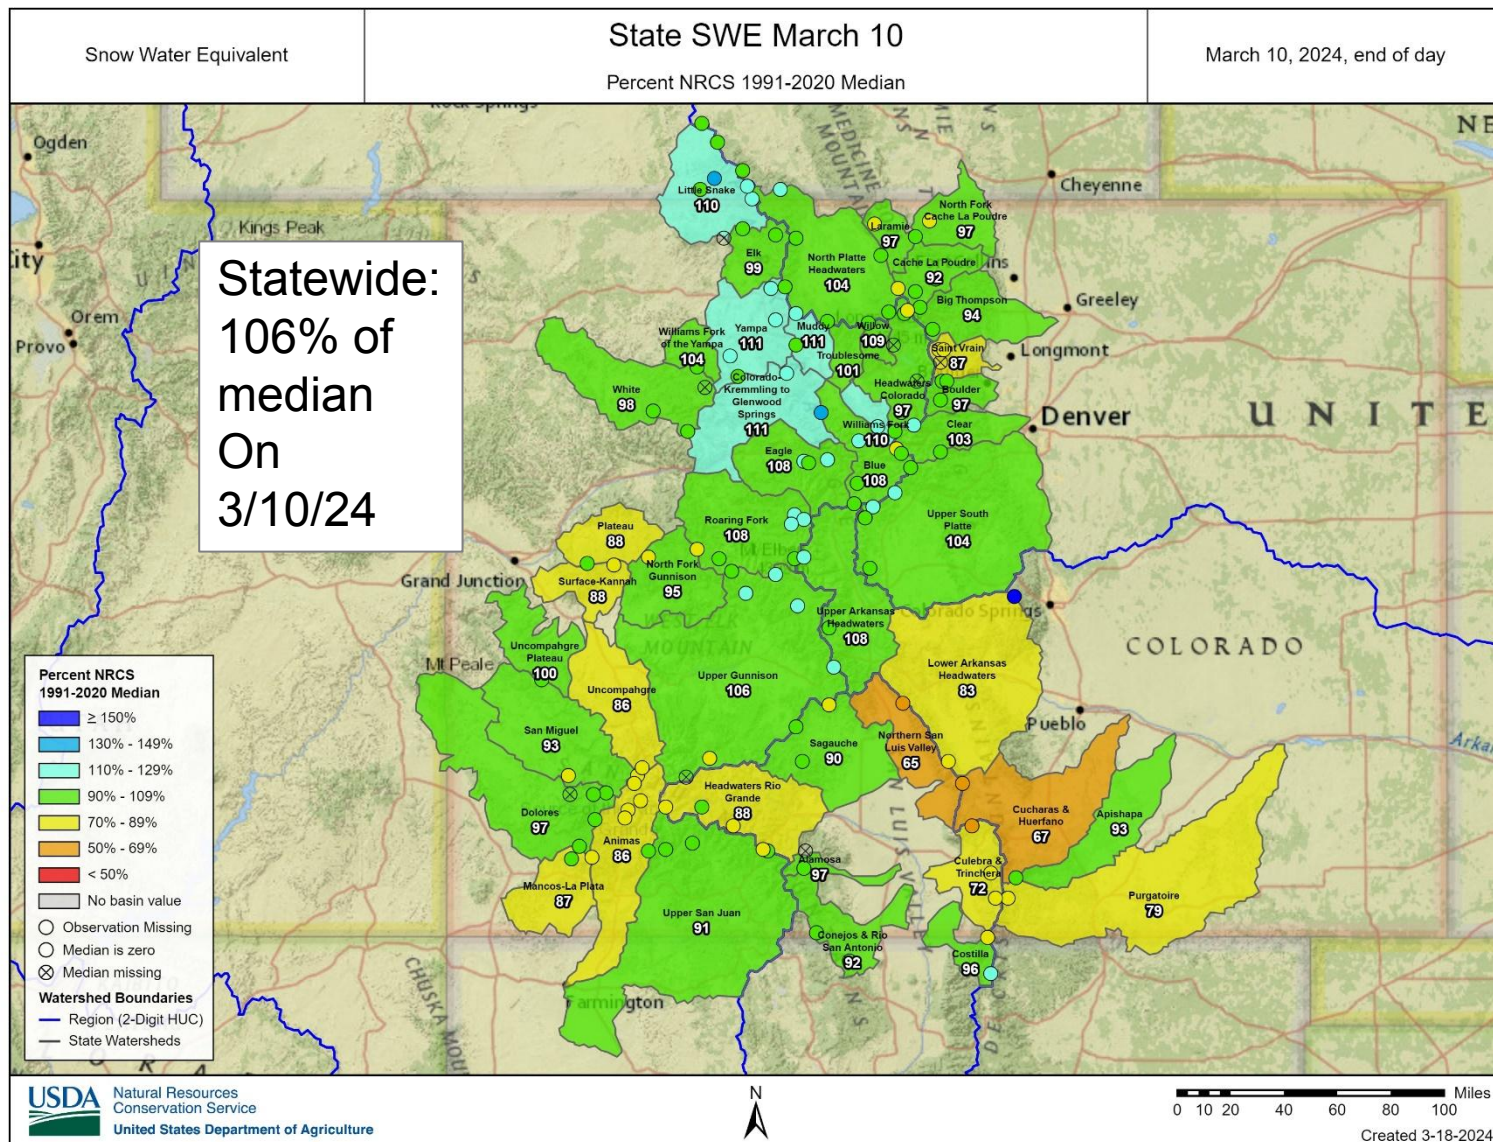 Snow Water Equivalent
State SWE March 10
Percent NRCS 1991-2020 Median
March 10, 2024, end of day
Ogden
Kings Peak
Orem
Provo
Cheyenne
Greeley
Longmont
Denver
UNITE
COLORADO
Pueblo
Colorado Springs
Grand Junction
Mt Peale
Farmington
Statewide:
106% of
median
On
3/10/24
Little Snake
110
Elk
99
North Platte
Headwaters
104
Laramie
97
North Fork
Cache La Poudre
97
Cache La Poudre
92
Big Thompson
94
Williams Fork
of the Yampa
104
Yampa
111
Muddy
111
Troublesome
101
Willow
109
Saint Vrain
87
White
98
Colorado-
Kremmling to
Glenwood
Springs
111
Headwaters
Colorado
97
Boulder
97
Williams Fork
110
Clear
103
Eagle
108
Blue
108
Plateau
88
Roaring Fork
108
Upper South
Platte
104
Surface-Kannah
88
North Fork
Gunnison
95
Uncompahgre
Plateau
100
Upper Arkansas
Headwaters
108
Uncompahgre
86
Upper Gunnison
106
Lower Arkansas
Headwaters
83
San Miguel
93
Sagauche
90
Northern San
Luis Valley
65
Headwaters Rio
Grande
88
Cucharas &
Huerfano
67
Apishapa
93
Dolores
97
Animas
86
Alamosa
97
Culebra &
Trinchera
72
Mancos-La Plata
87
Purgatoire
79
Upper San Juan
91
Conejos & Rio
San Antonio
92
Costilla
96
Percent NRCS
1991-2020 Median
≥ 150%
130% - 149%
110% - 129%
90% - 109%
70% - 89%
50% - 69%
< 50%
No basin value
Observation Missing
Median is zero
Median missing
Watershed Boundaries
Region (2-Digit HUC)
State Watersheds
USDA
Natural Resources
Conservation Service
United States Department of Agriculture
N
Miles
0 10 20 40 60 80 100
Created 3-18-2024